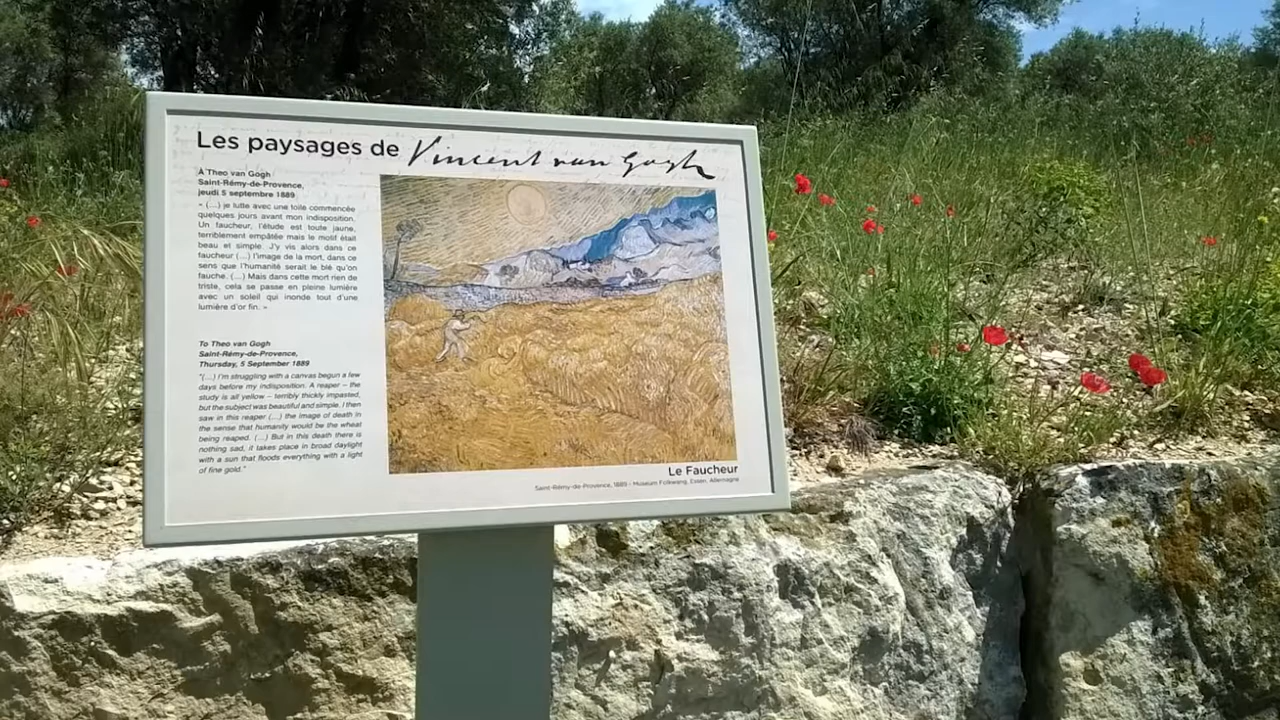 Les paysages de Vincent van Gogh
À Theo van Gogh
Saint-Rémy-de-Provence,
jeudi 5 septembre 1889
« (...) je lutte avec une toile commencée
quelques jours avant mon indisposition.
Un faucheur, l'étude est toute jaune,
terriblement empâtée mais le motif était
beau et simple. J'y vis alors dans ce
faucheur (...) l'image de la mort, dans ce
sens que l'humanité serait le blé qu'on
fauche. (...) Mais dans cette mort rien de
triste, cela se passe en pleine lumière
avec un soleil qui inonde tout d'une
lumière d'or fin. »
To Theo van Gogh
Saint-Rémy-de-Provence,
Thursday, 5 September 1889
"(...) I'm struggling with a canvas begun a few
days before my indisposition. A reaper – the
study is all yellow – terribly thickly impasted,
but the subject was beautiful and simple. I then
saw in this reaper (...) the image of death in
the sense that humanity would be the wheat
being reaped. (...) But in this death there is
nothing sad, it takes place in broad daylight
with a sun that floods everything with a light
of fine gold."
Le Faucheur
Saint-Rémy-de-Provence, 1889 - Museum Folkwang, Essen, Allemagne